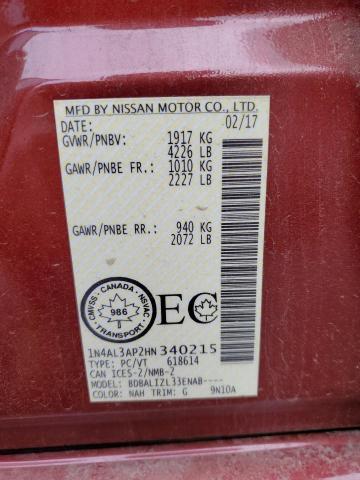 MFD BY NISSAN MOTOR CO., LTD.
DATE: 02/17
GVWR/PNBV: 1917 KG
4226 LB
GAWR/PNBE FR.: 1010 KG
2227 LB
GAWR/PNBE RR.: 940 KG
2072 LB
CMVSS - CANADA - NSVAC
986
TRANSPORT
EC
1N4AL3AP2HN340215
TYPE: PC/VT 618614
CAN ICES-2/NMB-2
MODEL: BDBALIZL33ENAB----
COLOR: NAH TRIM: G 9N10A